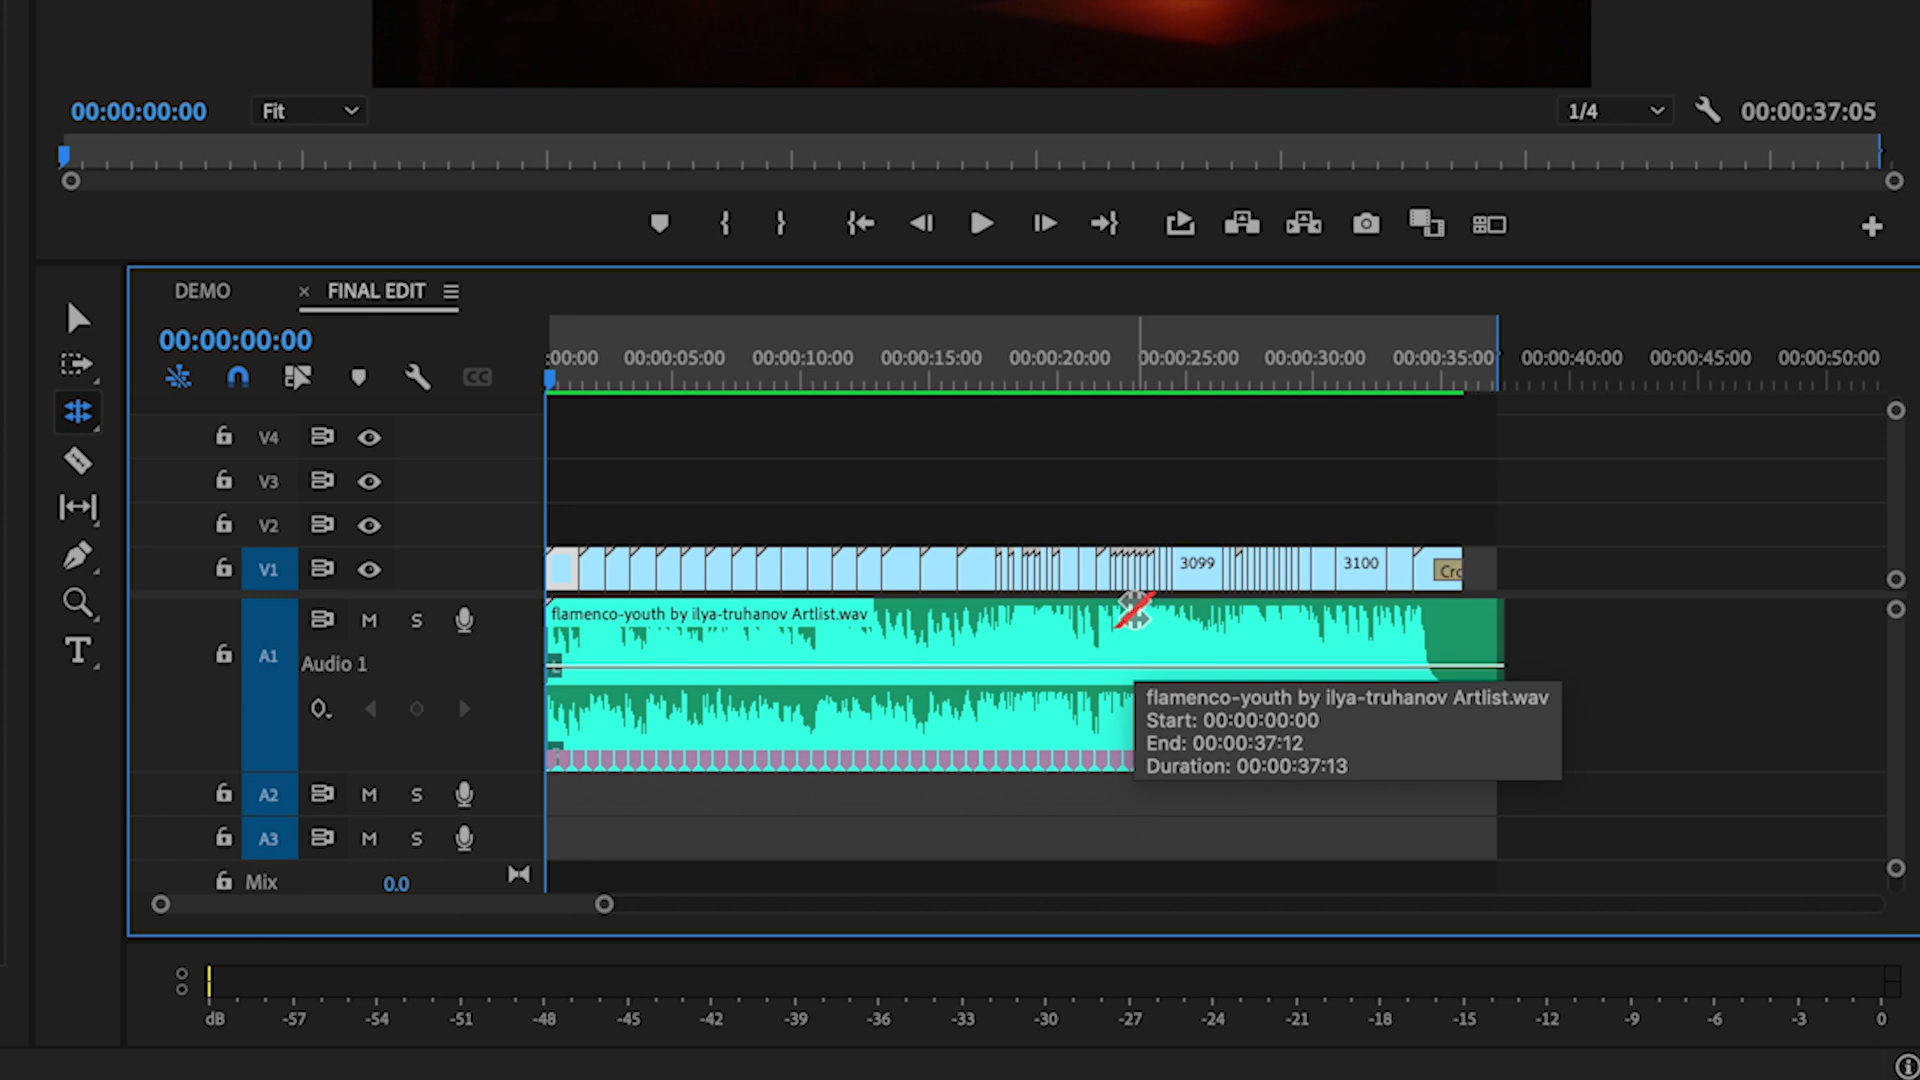 00:00:00:00 Fit 1/4 00:00:37:05
DEMO × FINAL EDIT
00:00:00:00
:00:00 00:00:05:00 00:00:10:00 00:00:15:00 00:00:20:00 00:00:25:00 00:00:30:00 00:00:35:00 00:00:40:00 00:00:45:00 00:00:50:00
CC
V4
V3
V2
V1 3099 3100 Cro
M S flamenco-youth by ilya-truhanov Artlist.wav
A1 Audio 1
flamenco-youth by ilya-truhanov Artlist.wav
Start: 00:00:00:00
End: 00:00:37:12
Duration: 00:00:37:13
A2 M S
A3 M S
Mix 0.0
dB -57 -54 -51 -48 -45 -42 -39 -36 -33 -30 -27 -24 -21 -18 -15 -12 -9 -6 -3 0
T